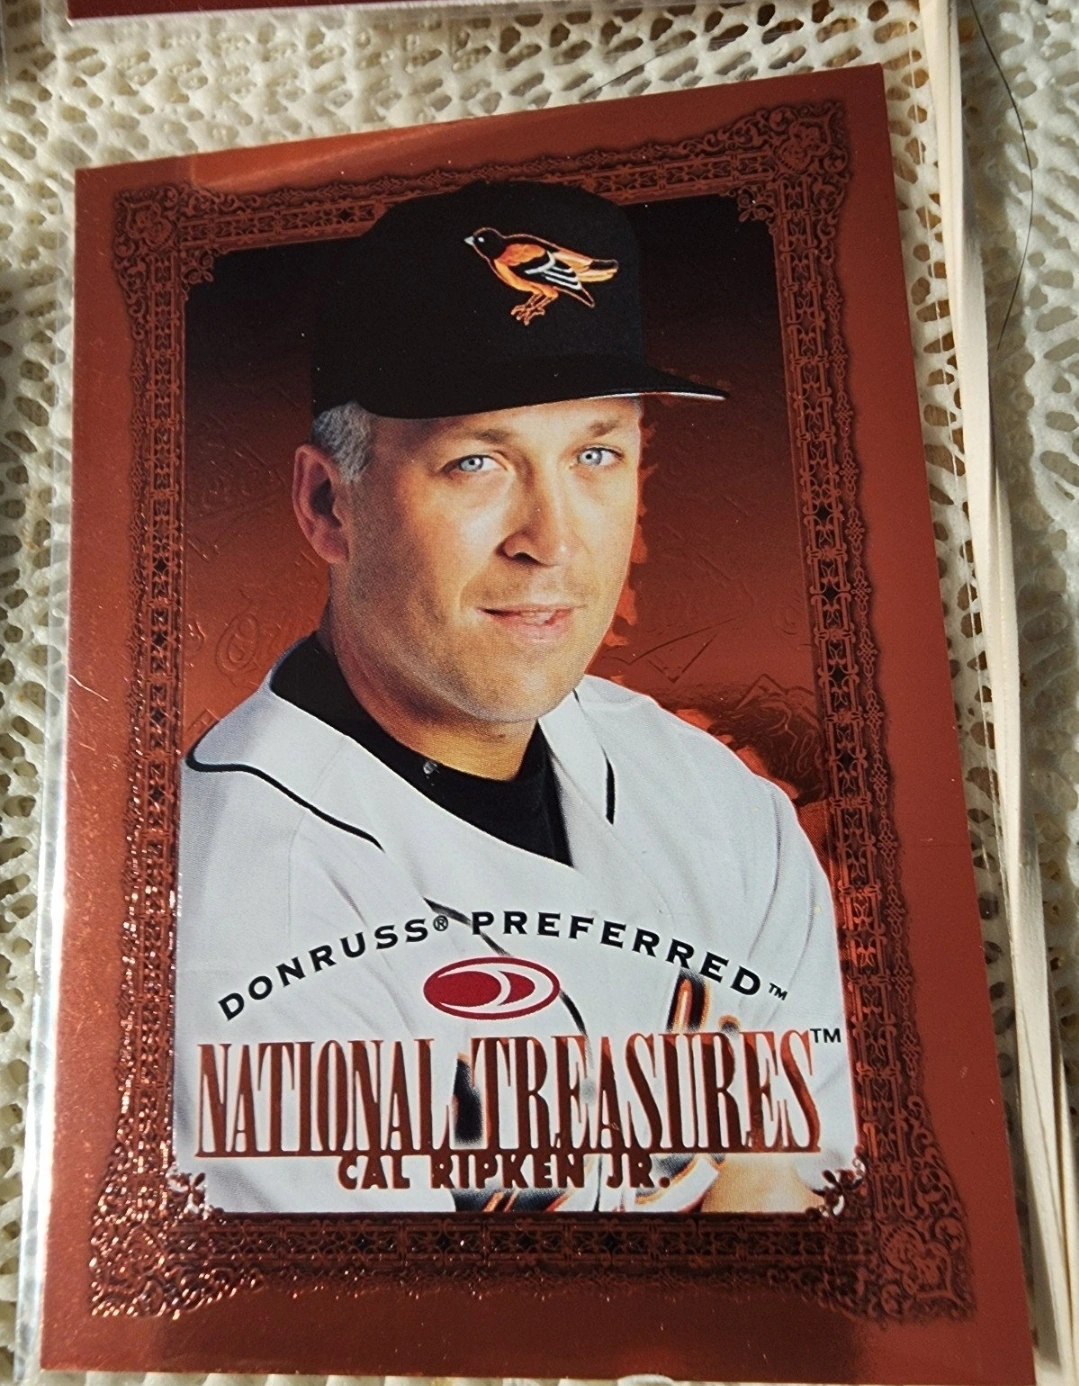 DONRUSS® PREFERRED™
NATIONAL TREASURES™
CAL RIPKEN JR.